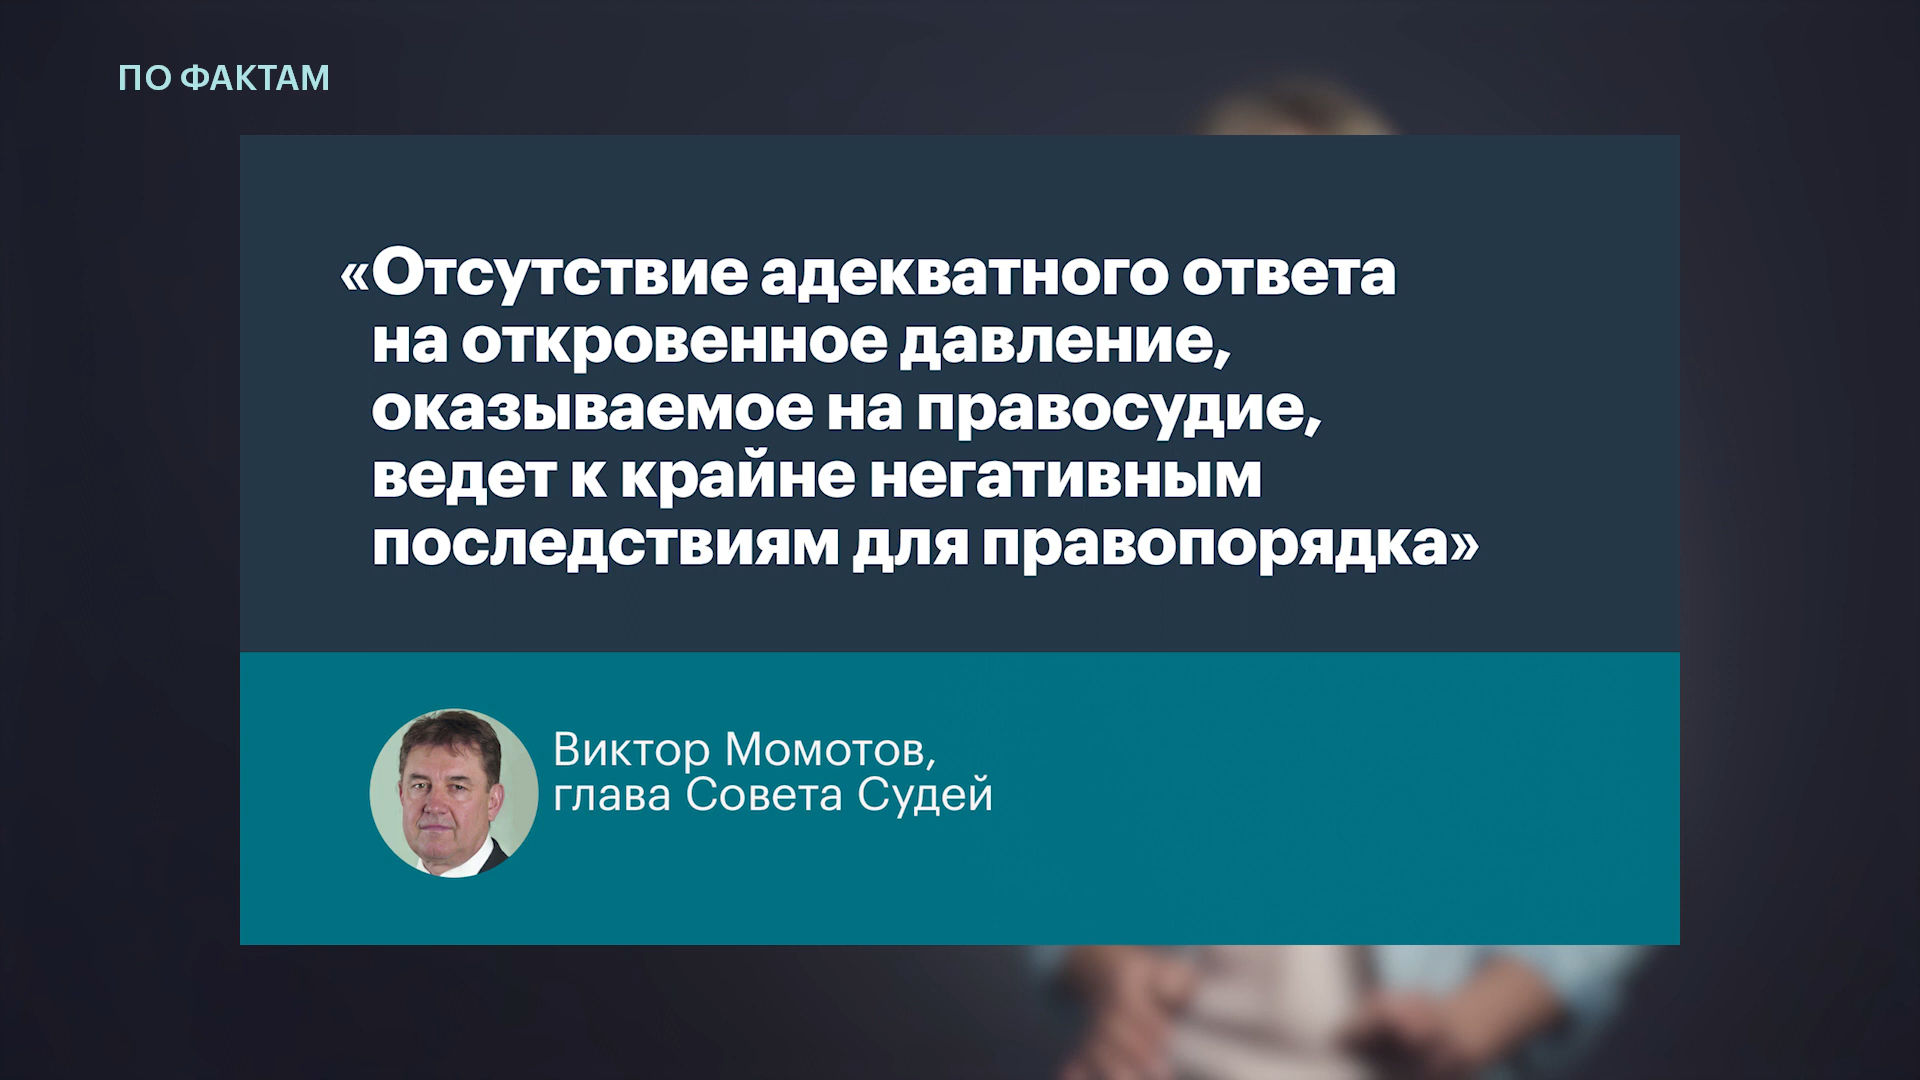 ПО ФАКТАМ
«Отсутствие адекватного ответа
на откровенное давление,
оказываемое на правосудие,
ведет к крайне негативным
последствиям для правопорядка»
Виктор Момотов,
глава Совета Судей